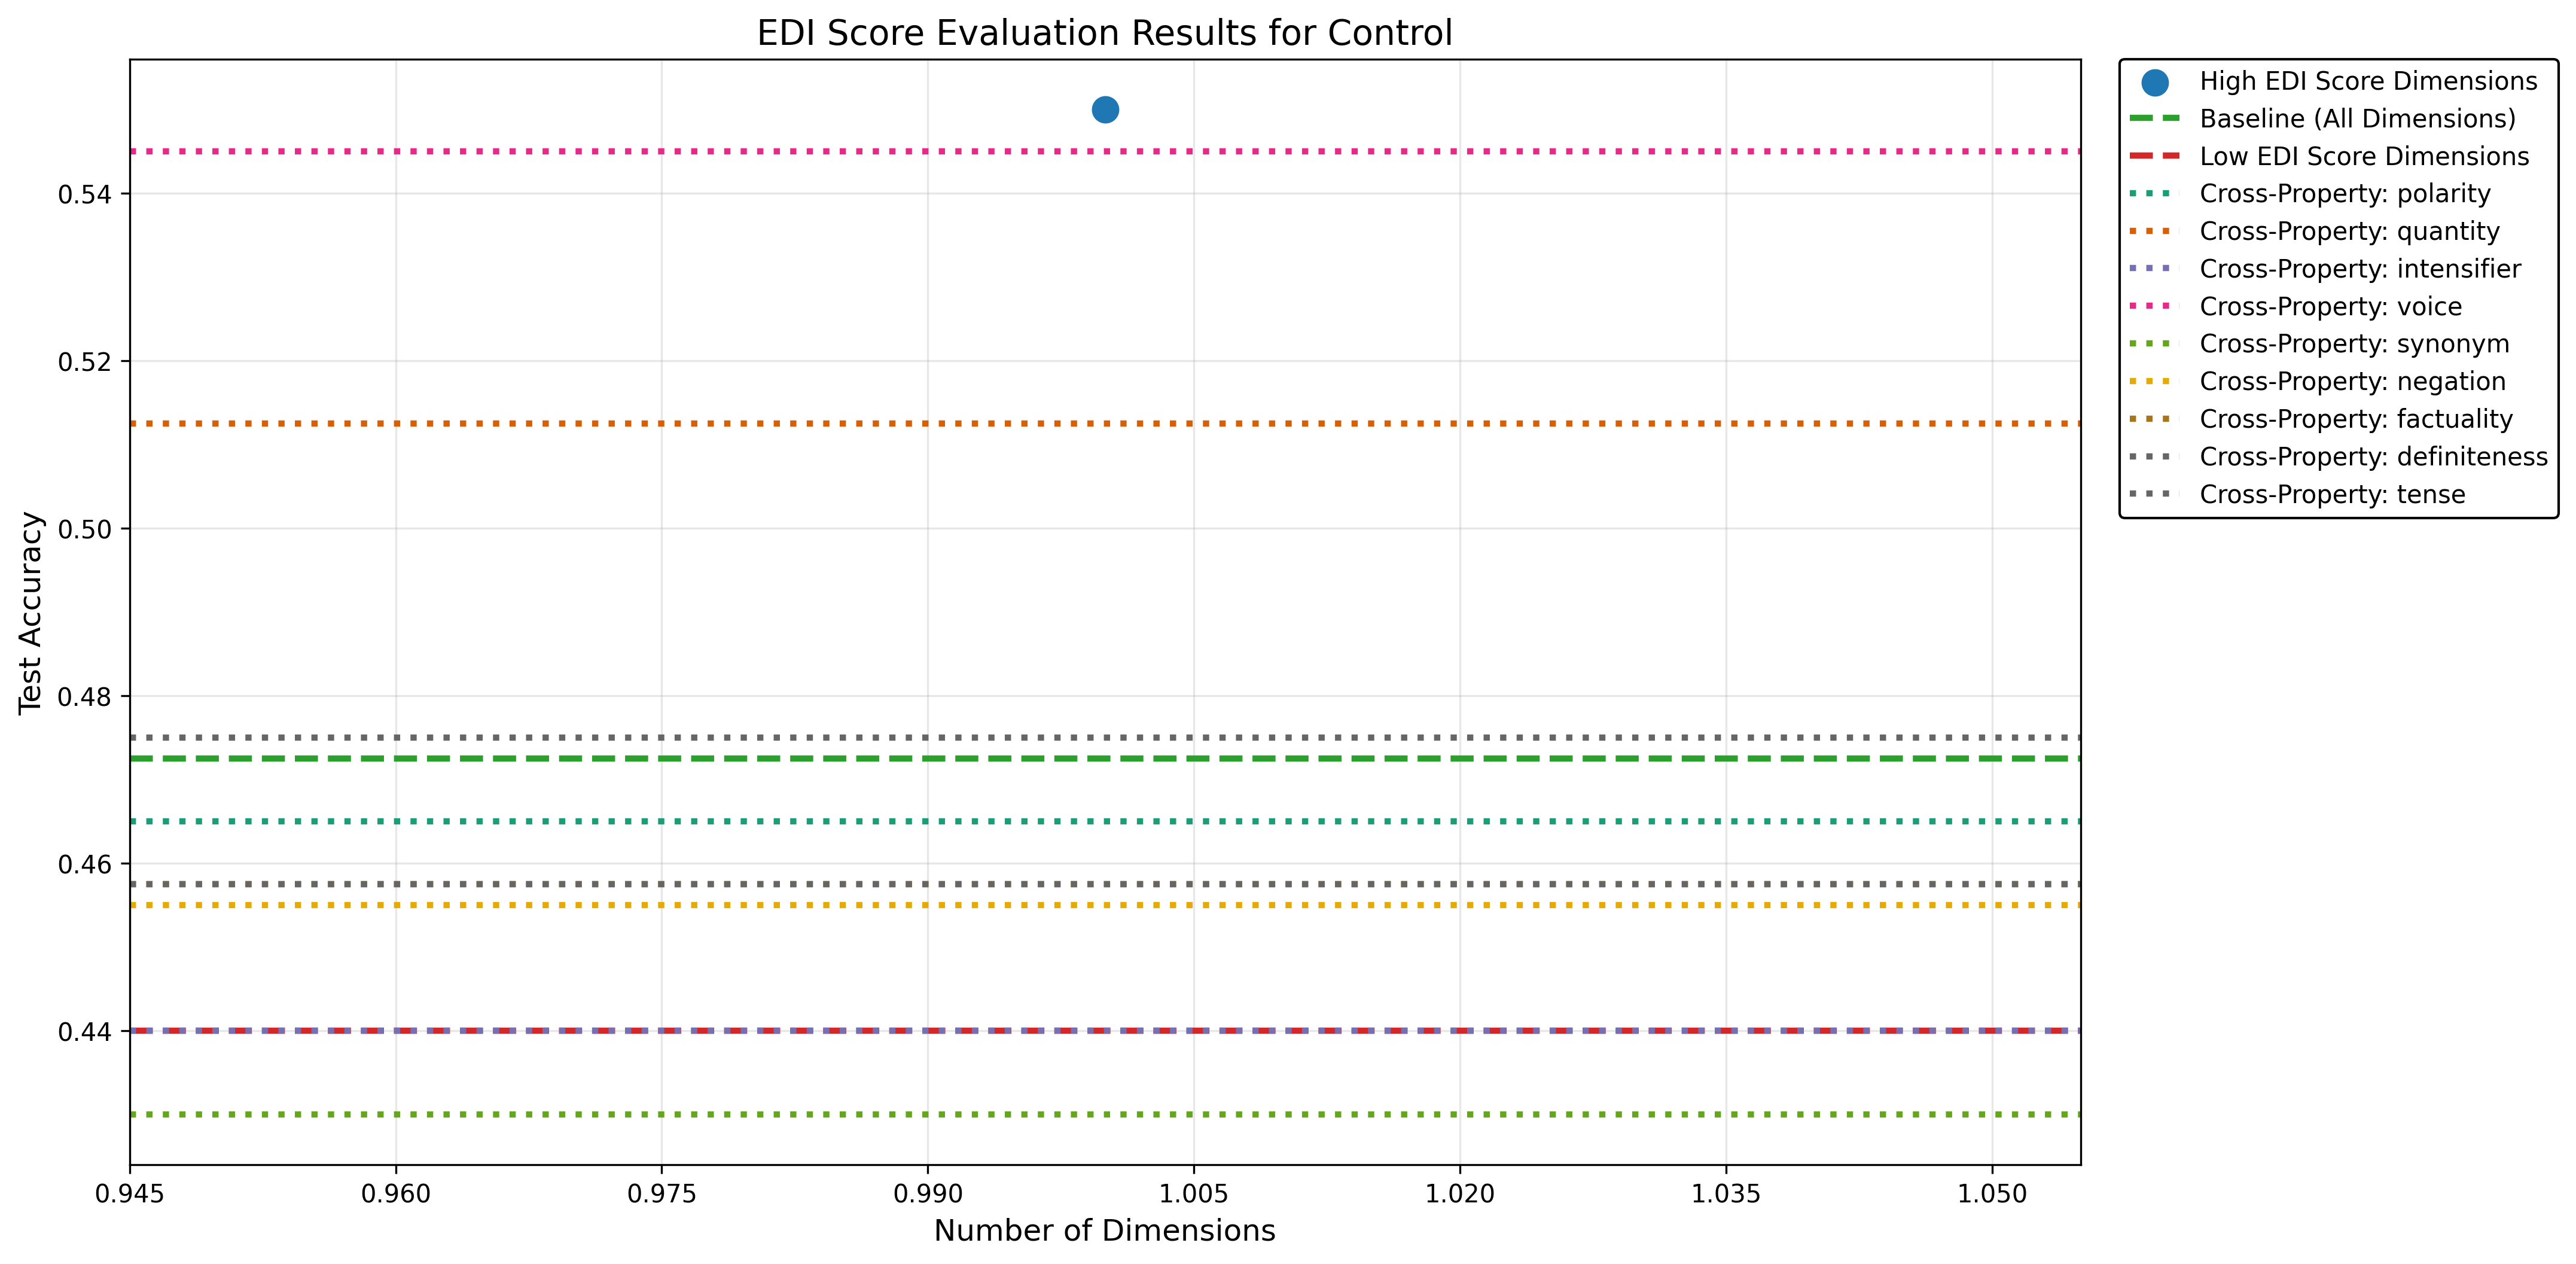 EDI Score Evaluation Results for Control
High EDI Score Dimensions
Baseline (All Dimensions)
Low EDI Score Dimensions
Cross-Property: polarity
Cross-Property: quantity
Cross-Property: intensifier
Cross-Property: voice
Cross-Property: synonym
Cross-Property: negation
Cross-Property: factuality
Cross-Property: definiteness
Cross-Property: tense
Test Accuracy
0.54
0.52
0.50
0.48
0.46
0.44
0.945 0.960 0.975 0.990 1.005 1.020 1.035 1.050
Number of Dimensions